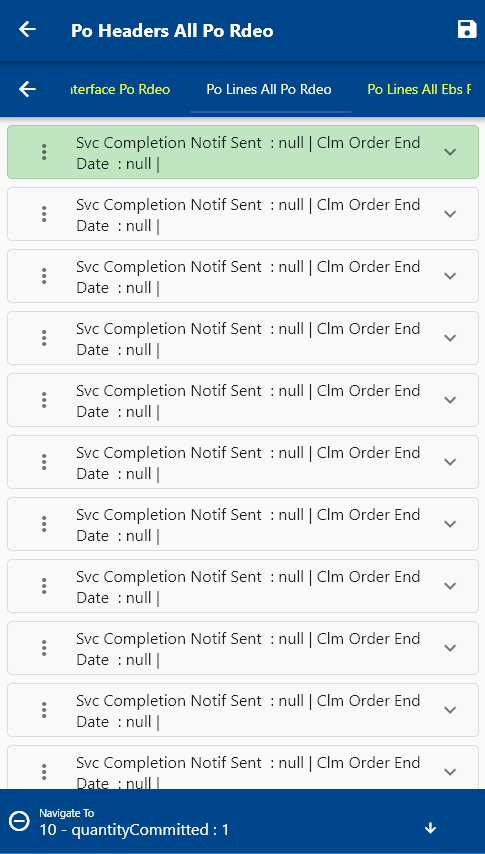 Po Headers All Po Rdeo
nterface Po Rdeo Po Lines All Po Rdeo Po Lines All Ebs F
Svc Completion Notif Sent : null | Clm Order End
Date : null |
Svc Completion Notif Sent : null | Clm Order End
Date : null |
Svc Completion Notif Sent : null | Clm Order End
Date : null |
Svc Completion Notif Sent : null | Clm Order End
Date : null |
Svc Completion Notif Sent : null | Clm Order End
Date : null |
Svc Completion Notif Sent : null | Clm Order End
Date : null |
Svc Completion Notif Sent : null | Clm Order End
Date : null |
Svc Completion Notif Sent : null | Clm Order End
Date : null |
Svc Completion Notif Sent : null | Clm Order End
Date : null |
Svc Completion Notif Sent : null | Clm Order End
Date : null |
Svc Completion Notif Sent : null | Clm Order End
Date : null |
Navigate To
10 - quantityCommitted : 1